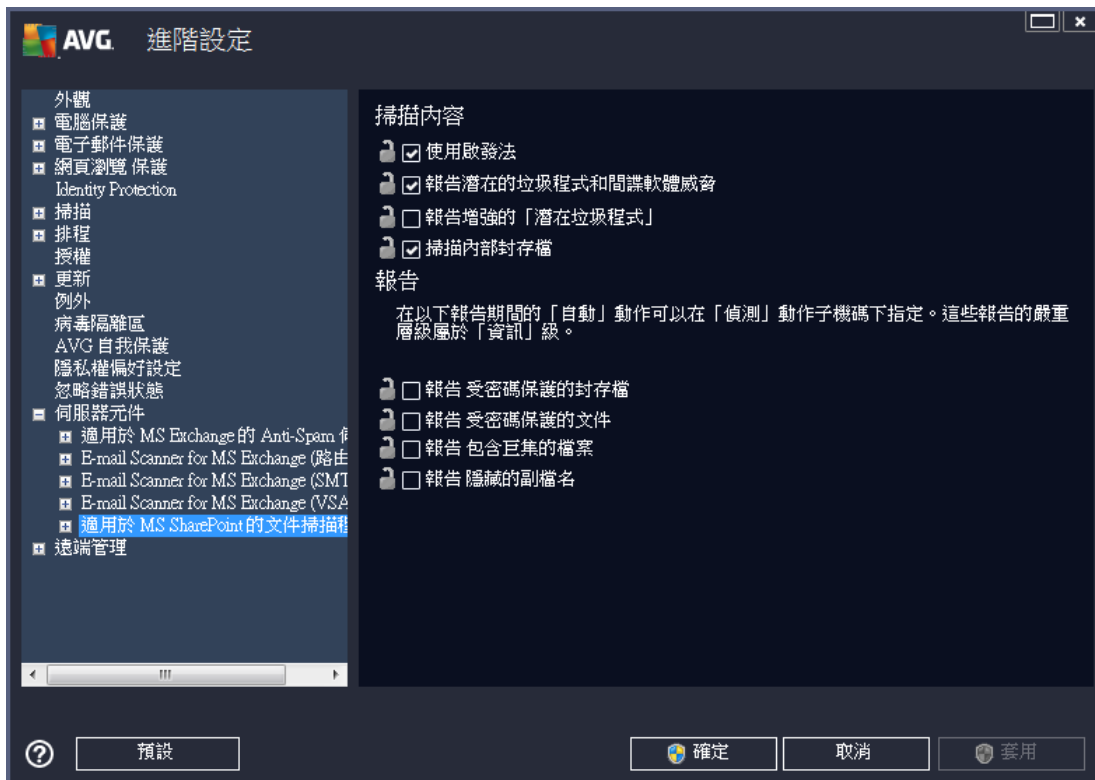 AVG. 進階設定
外觀
電腦保護
電子郵件保護
網頁瀏覽 保護
Identity Protection
掃描
排程
授權
更新
例外
病毒隔離區
AVG 自我保護
隱私權偏好設定
忽略錯誤狀態
伺服器元件
適用於 MS Exchange 的 Anti-Spam
E-mail Scanner for MS Exchange (路由
E-mail Scanner for MS Exchange (SMT
E-mail Scanner for MS Exchange (VSA
適用於 MS SharePoint 的文件掃描程
遠端管理
掃描內容
使用啟發法
報告潛在的垃圾程式和間諜軟體威脅
報告增強的「潛在垃圾程式」
掃描內部封存檔
報告
在以下報告期間的「自動」動作可以在「偵測」動作子機碼下指定。這些報告的嚴重
層級屬於「資訊」級。
報告 受密碼保護的封存檔
報告 受密碼保護的文件
報告 包含巨集的檔案
報告 隱藏的副檔名
預設
確定
取消
套用